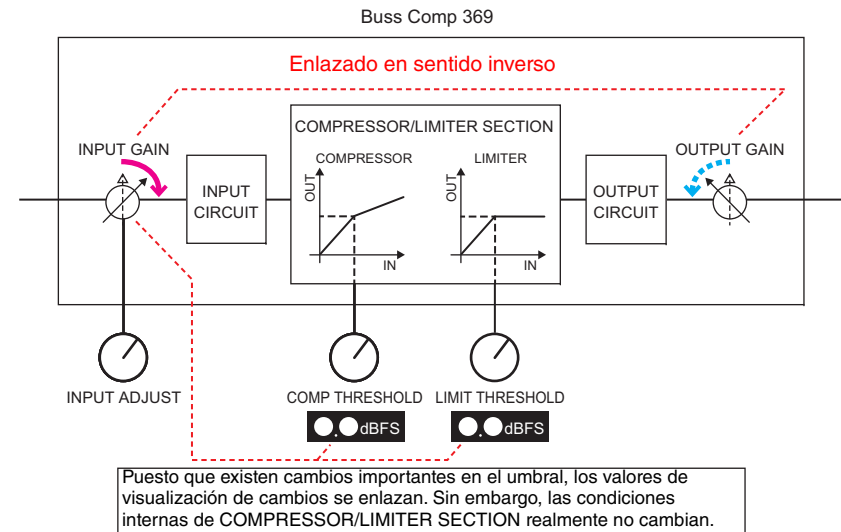 Buss Comp 369
Enlazado en sentido inverso
COMPRESSOR/LIMITER SECTION
INPUT GAIN
OUTPUT GAIN
COMPRESSOR
LIMITER
INPUT
CIRCUIT
OUT
IN
OUT
IN
OUTPUT
CIRCUIT
INPUT ADJUST
COMP THRESHOLD
LIMIT THRESHOLD
dBFS
dBFS
Puesto que existen cambios importantes en el umbral, los valores de
visualización de cambios se enlazan. Sin embargo, las condiciones
internas de COMPRESSOR/LIMITER SECTION realmente no cambian.